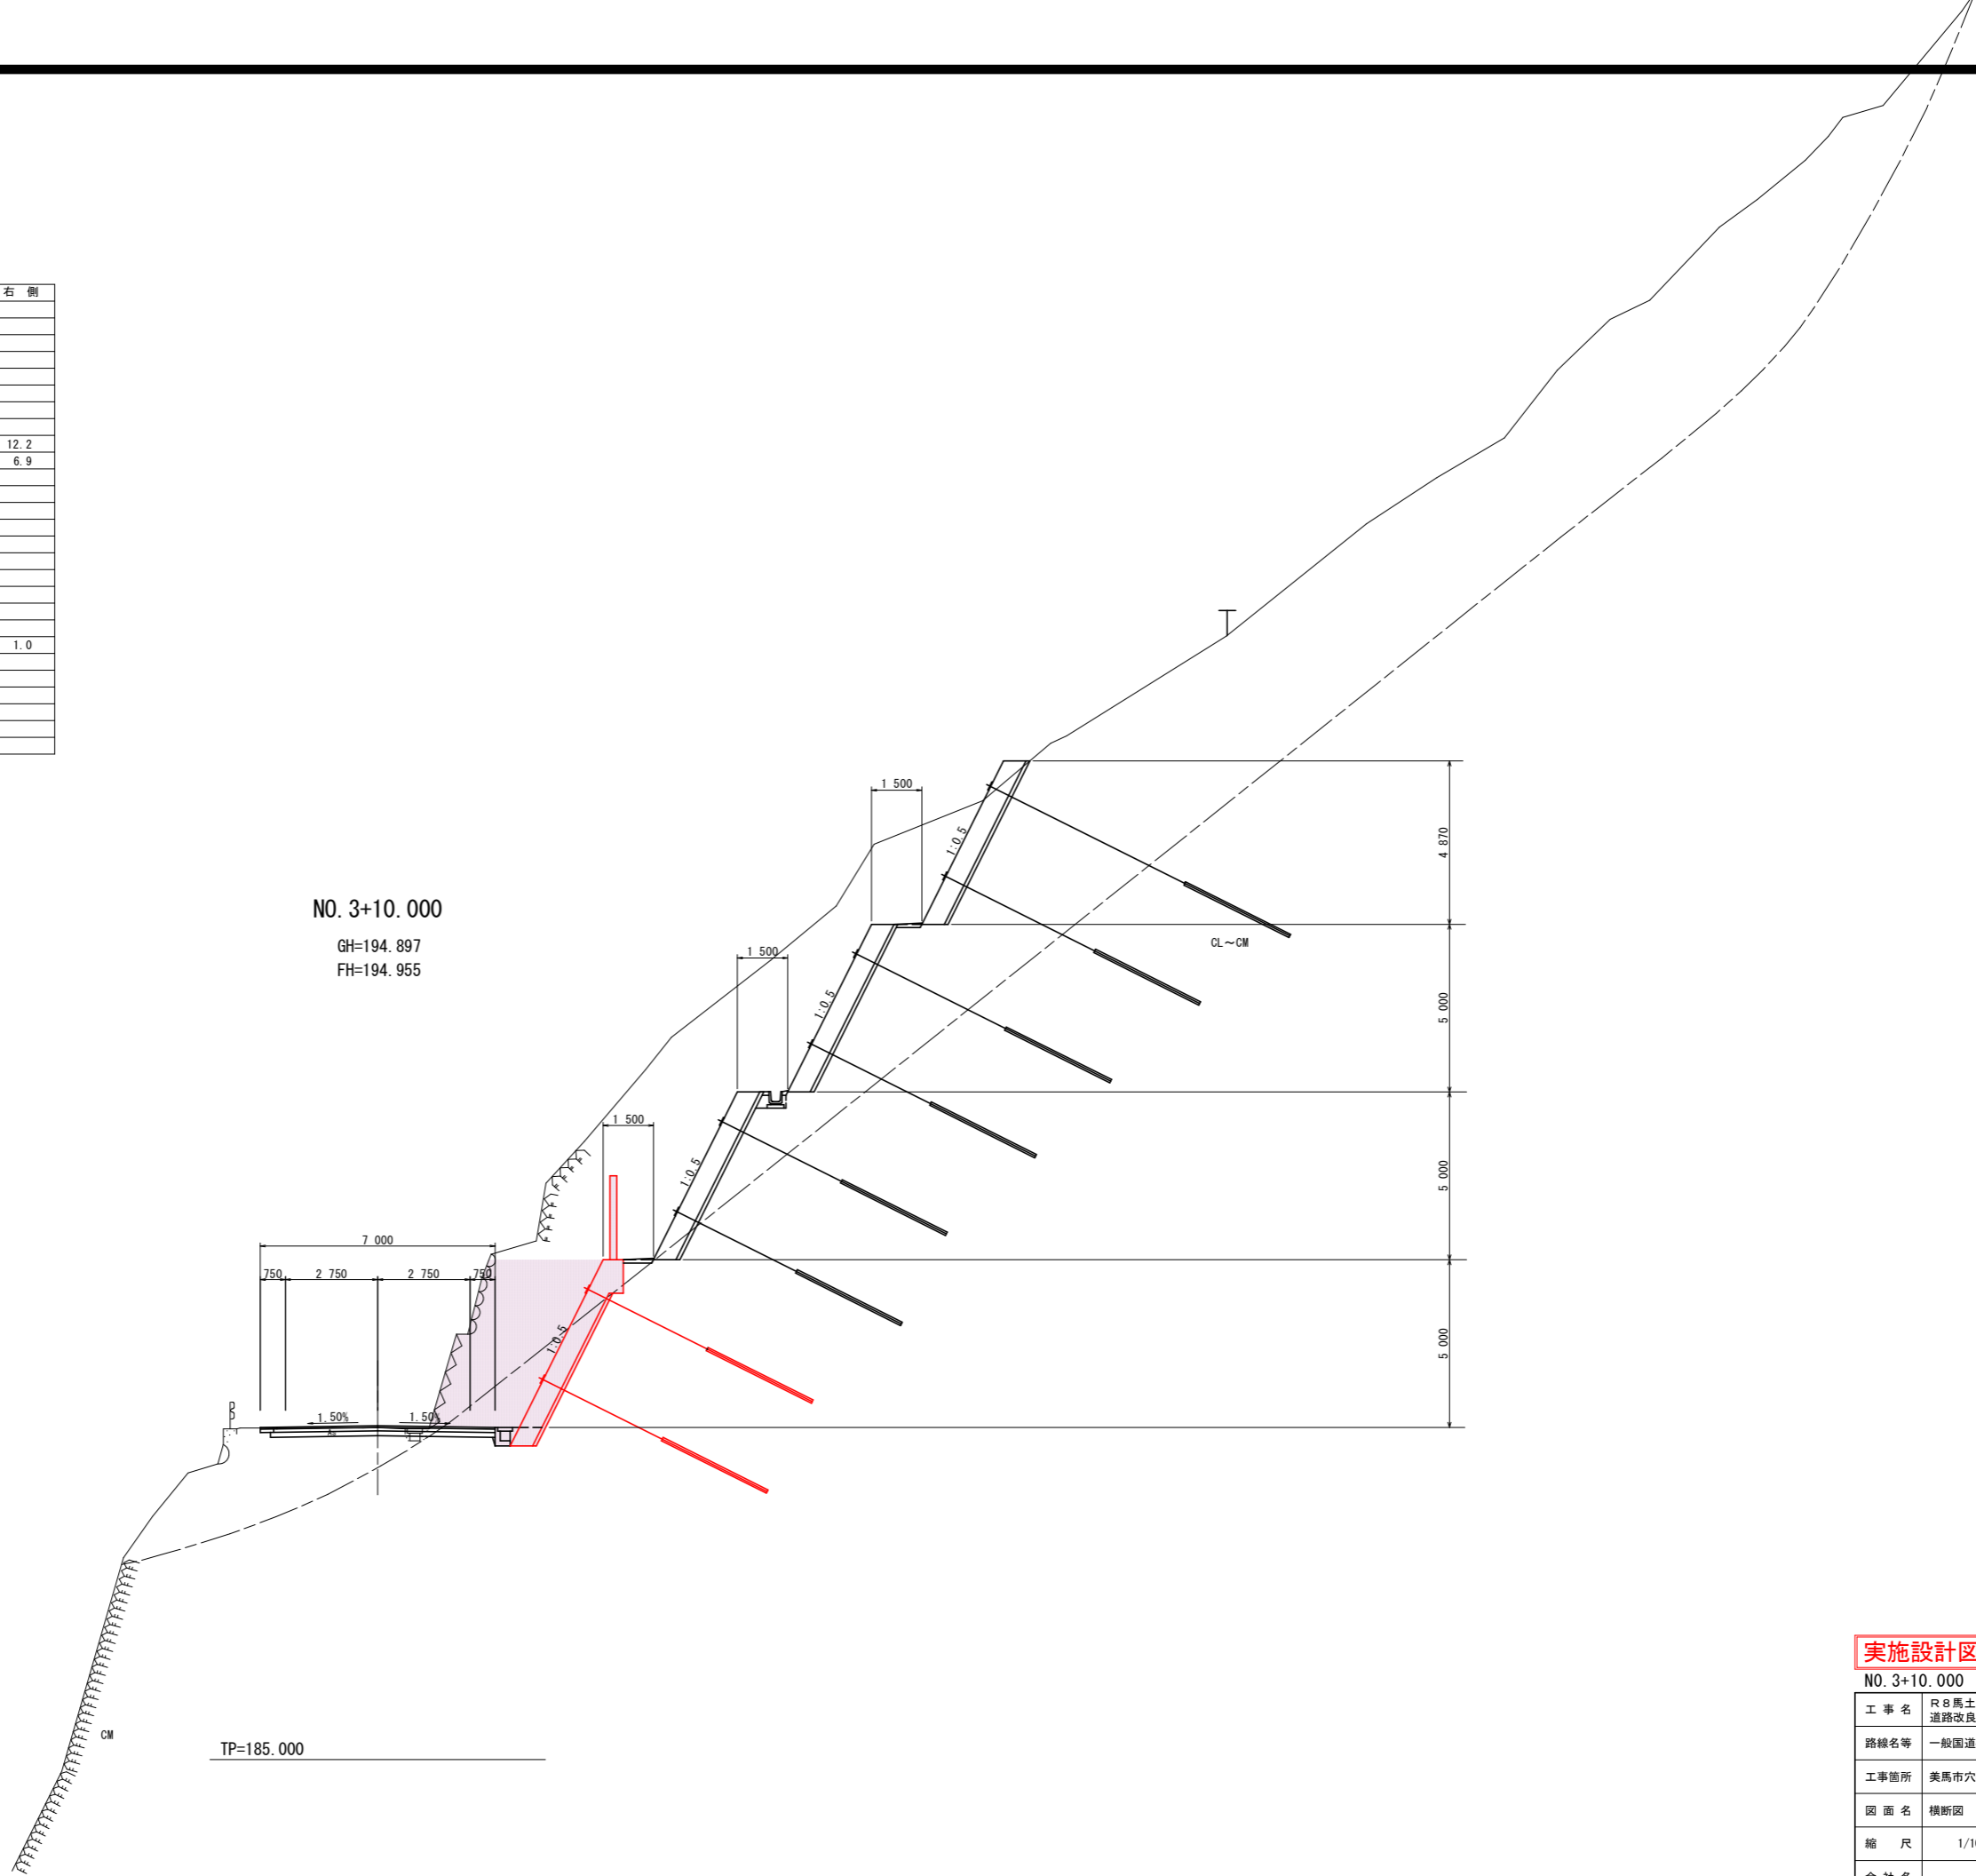 右 側
12.2
6.9
1.0
NO.3+10.000
GH=194.897
FH=194.955
1 500
1:0.5
4 870
CL～CM
1 500
1:0.5
5 000
1 500
1:0.5
5 000
7 000
750
2 750
2 750
750
1:0.5
5 000
1.50%
1.50%
CM
TP=185.000
実施設計図
NO.3+10.000
工 事 名
R8馬土
道路改良
路線名等
一般国道
工事箇所
美馬市穴
図 面 名
横断図
縮 尺